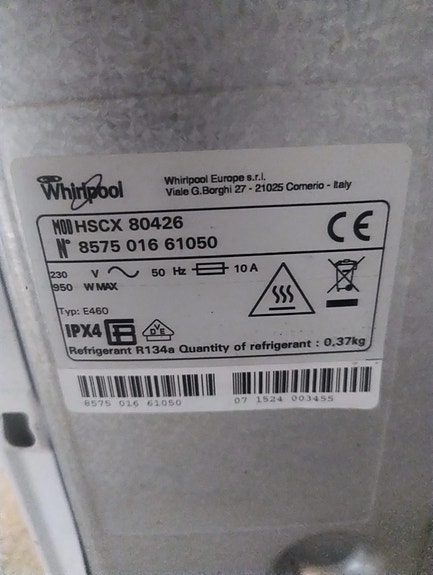 Whirlpool
Whirlpool Europe s.r.l.
Viale G.Borghi 27 - 21025 Comerio - Italy
MOD HSCX 80426
N° 8575 016 61050
CE
230 V ~ 50 Hz 10 A
950 W MAX
Typ: E460
IPX4
DVE
Refrigerant R134a Quantity of refrigerant : 0,37kg
8575 016 61050
07 1524 003455